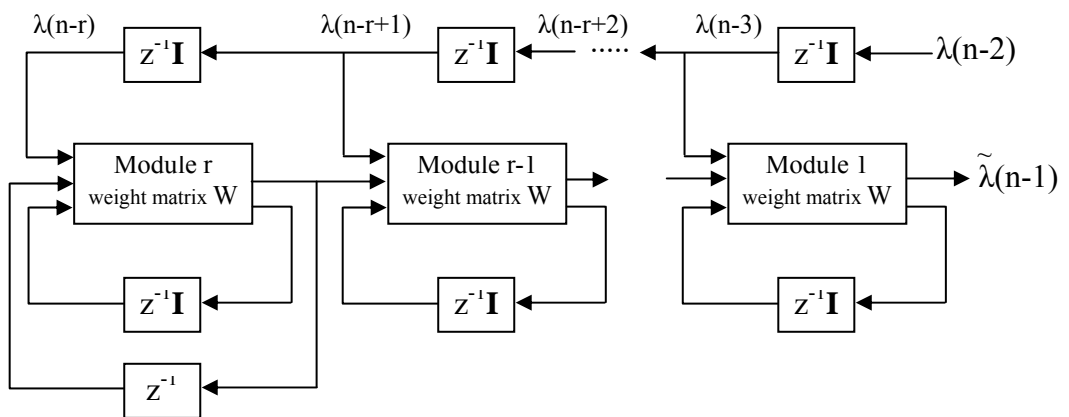 λ(n-r)
λ(n-r+1)
λ(n-r+2)
λ(n-3)
z⁻¹I
z⁻¹I
.....
z⁻¹I
λ(n-2)
Module r
weight matrix W
Module r-1
weight matrix W
Module 1
weight matrix W
λ̃(n-1)
z⁻¹I
z⁻¹I
z⁻¹I
z⁻¹